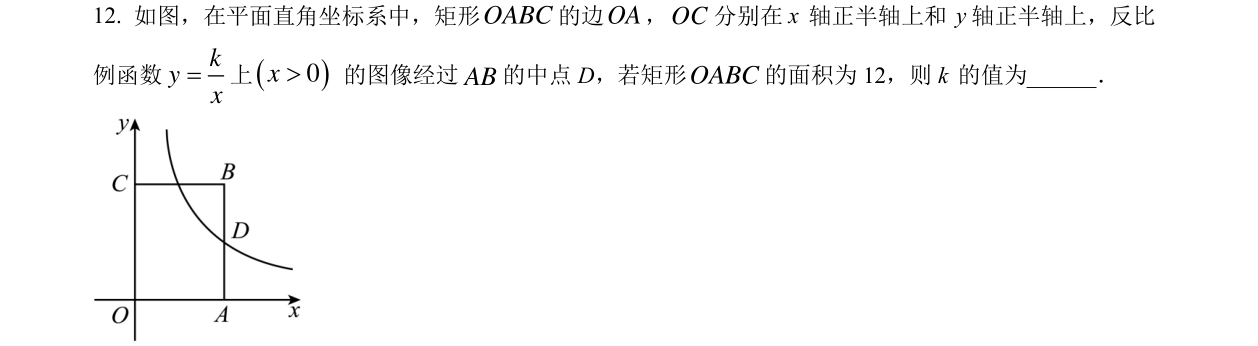 12. 如图，在平面直角坐标系中，矩形OABC的边OA，OC分别在x轴正半轴上和y轴正半轴上，反比
例函数y=k/x上(x>0)的图像经过AB的中点D，若矩形OABC的面积为12，则k的值为______．
y
C B
D
O A x